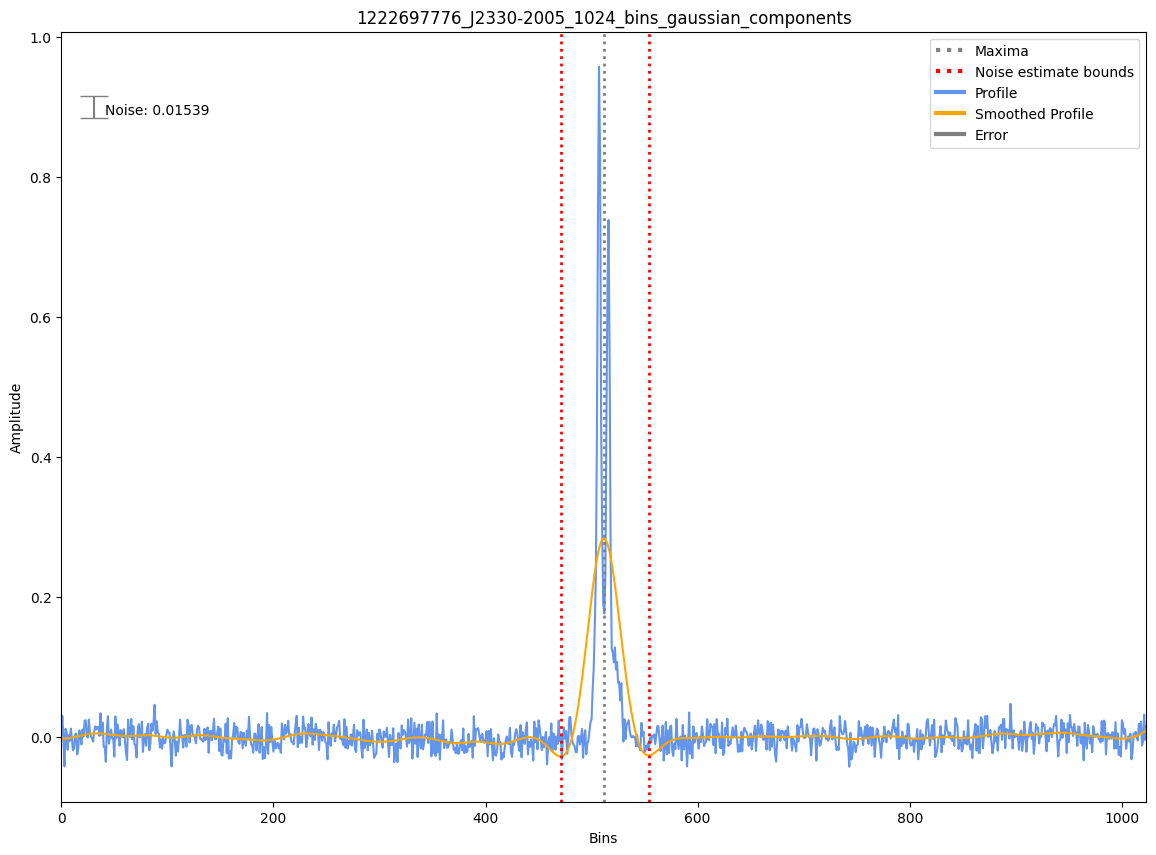 1222697776_J2330-2005_1024_bins_gaussian_components
1.0
0.8
0.6
0.4
0.2
0.0
Amplitude
Noise: 0.01539
Maxima
Noise estimate bounds
Profile
Smoothed Profile
Error
0
200
400
600
800
1000
Bins